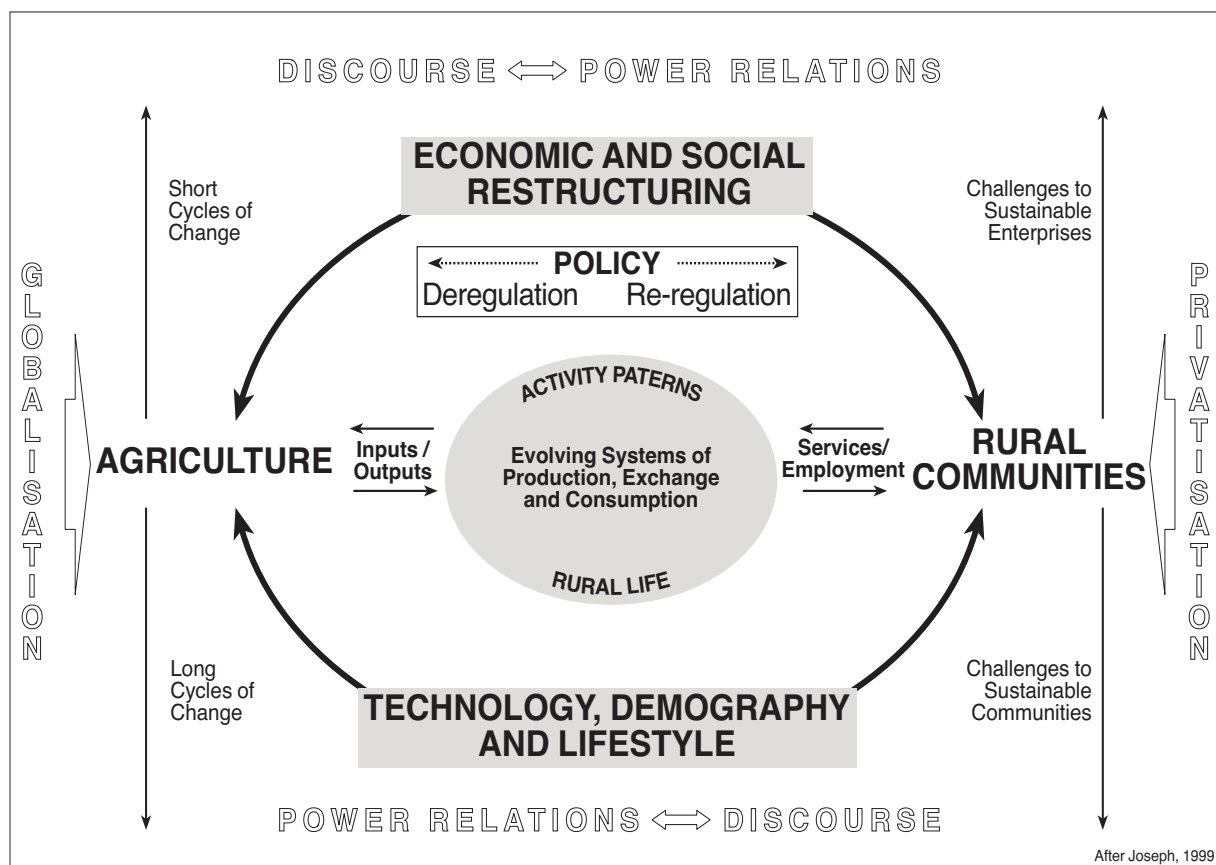 DISCOURSE ⇔ POWER RELATIONS
ECONOMIC AND SOCIAL
RESTRUCTURING
Short
Cycles of
Change
Challenges to
Sustainable
Enterprises
POLICY
Deregulation Re-regulation
GLOBALISATION
PRIVATISATION
ACTIVITY PATERNS
AGRICULTURE
Inputs /
Outputs
Evolving Systems of
Production, Exchange
and Consumption
Services/
Employment
RURAL
COMMUNITIES
RURAL LIFE
Long
Cycles of
Change
Challenges to
Sustainable
Communities
TECHNOLOGY, DEMOGRAPHY
AND LIFESTYLE
POWER RELATIONS ⇔ DISCOURSE
After Joseph, 1999